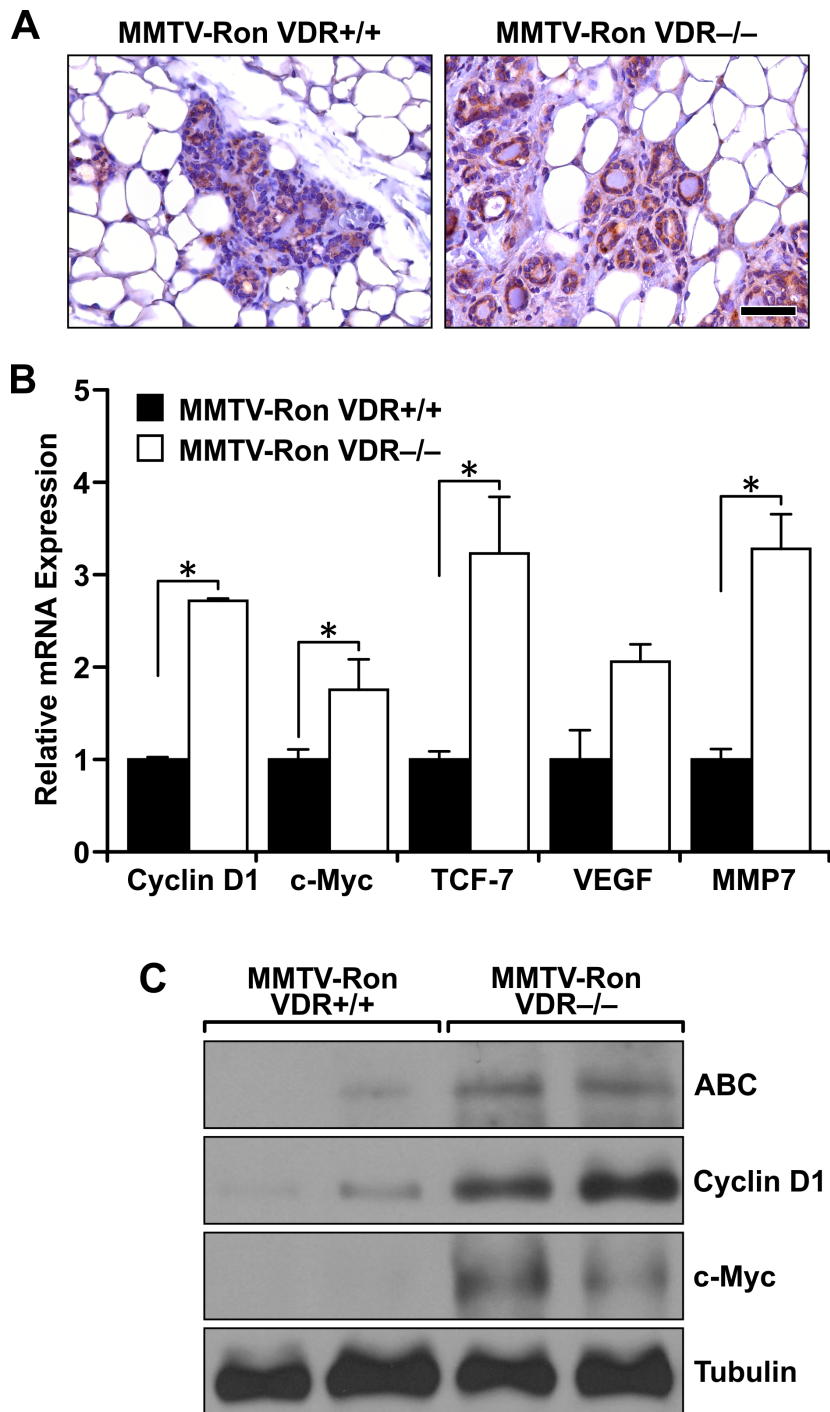 A
MMTV-Ron VDR+/+
MMTV-Ron VDR–/–
B
Relative mRNA Expression
5
4
3
2
1
0
MMTV-Ron VDR+/+
MMTV-Ron VDR–/–
*
*
*
*
Cyclin D1
c-Myc
TCF-7
VEGF
MMP7
C
MMTV-Ron
VDR+/+
MMTV-Ron
VDR–/–
ABC
Cyclin D1
c-Myc
Tubulin